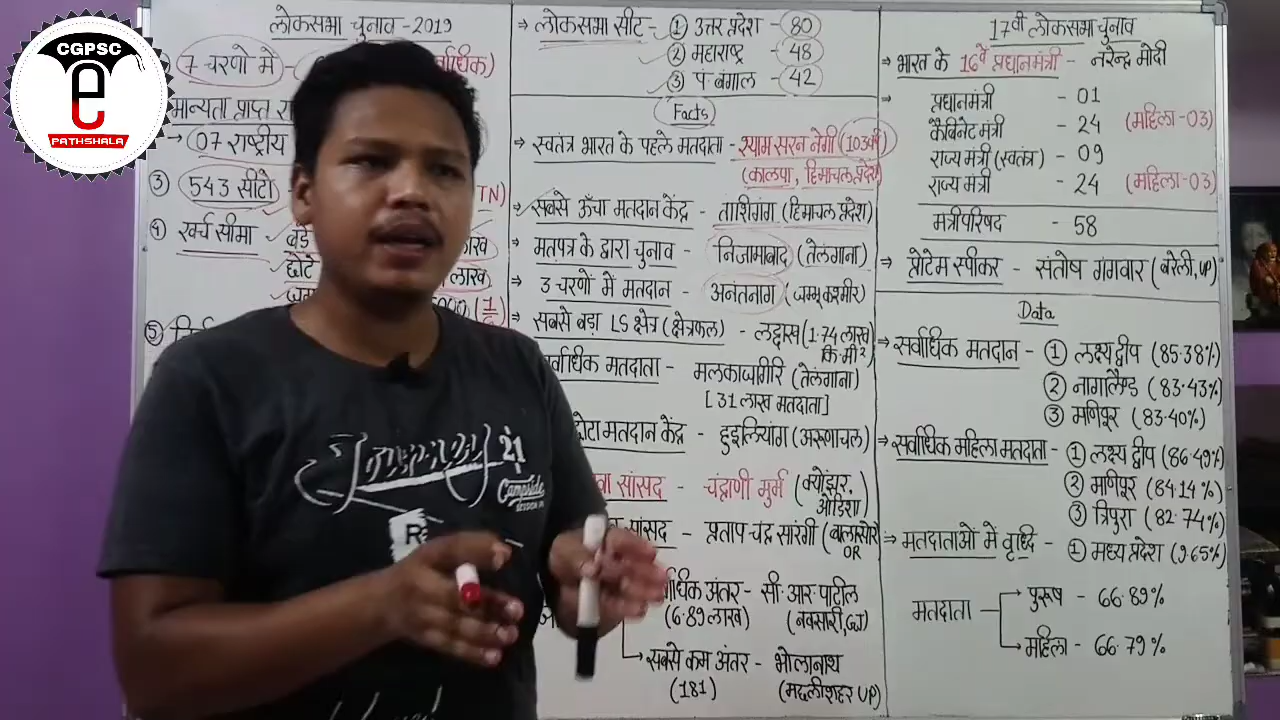 CGPSC
e
PATHSHALA
लोकसभा चुनाव -2019
7 चरणो में
मान्यता प्राप्त
→ 07 राष्ट्रीय
③ 543 सीटो
TN)
④ खर्च सीमा - बड़े
लाख
छोटे
लाख
⑤
लोकसभा सीट - ① उत्तर प्रदेश - 80
② महाराष्ट्र - 48
③ पं बंगाल - 42
Facts
स्वतंत्र भारत के पहले मतदाता - श्याम सरन नेगी (103वर्ष)
(कालपा, हिमाचल प्रदेश)
सबसे ऊँचा मतदान केंद्र - ताशिगंग (हिमाचल प्रदेश)
मतपत्र के द्वारा चुनाव - निजामाबाद (तेलंगाना)
3 चरणों में मतदान - अनंतनाग (जम्मू कश्मीर)
सबसे बडा LS क्षेत्र (क्षेत्रफल) - लद्दाख (1.74 लाख
कि मी²)
सर्वाधिक मतदाता - मलकाजगिरि (तेलंगाना)
[31 लाख मतदाता]
छोटा मतदान केंद्र - हुइलियांग (अरूणाचल)
सांसद - चंद्राणी मुर्मु (क्योंझर,
ओडिशा)
सांसद - प्रताप चंद्र सारंगी (बालासोर
OR
अंतर - सी. आर. पाटिल
(6.89 लाख) (नवसारी, GJ)
सबसे कम अंतर - भोलानाथ
(181) (मछलीशहर UP)
17वी लोकसभा चुनाव
भारत के 16वें प्रधानमंत्री - नरेन्द्र मोदी
प्रधानमंत्री - 01
कैबिनेट मंत्री - 24 (महिला-03)
राज्य मंत्री (स्वतंत्र) - 09
राज्य मंत्री - 24 (महिला-03)
मंत्रीपरिषद - 58
प्रोटेम स्पीकर - संतोष गंगवार (बरेली, UP)
Data
सर्वाधिक मतदान - ① लक्ष्य द्वीप (85.38%)
② नागालैण्ड (83.43%)
③ मणिपूर (83.40%)
सर्वाधिक महिला मतदाता - ① लक्ष्य द्वीप (86.49%)
② मणिपूर (84.14%)
③ त्रिपुरा (82.74%)
मतदाताओं में वृध्दि - ① मध्य प्रदेश (9.65%)
मतदाता
पुरूष - 66.89%
महिला - 66.79%
21
Campside
R